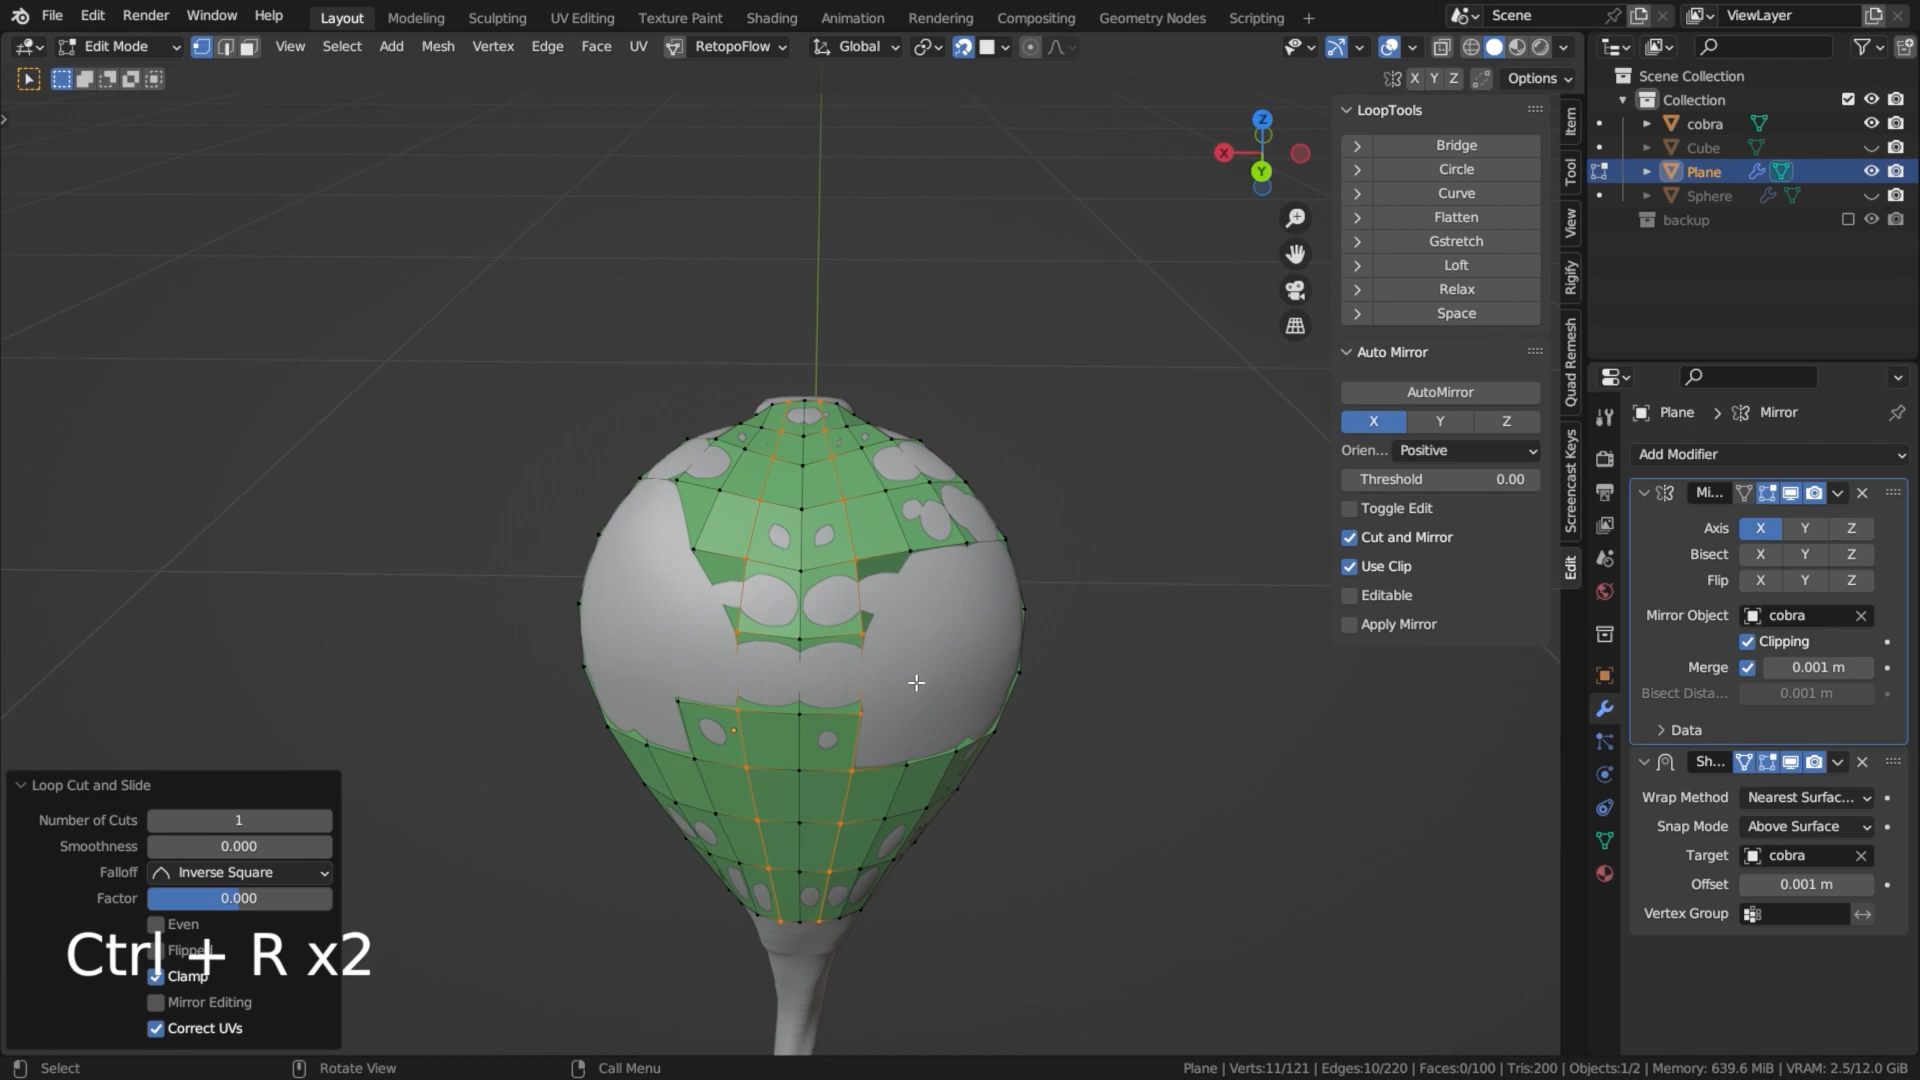 File Edit Render Window Help Layout Modeling Sculpting UV Editing Texture Paint Shading Animation Rendering Compositing Geometry Nodes Scripting + Scene ViewLayer
Edit Mode View Select Add Mesh Vertex Edge Face UV RetopoFlow Global
X Y Z Options
Z
X
Y
LoopTools
Bridge
Circle
Curve
Flatten
Gstretch
Loft
Relax
Space
Auto Mirror
AutoMirror
X Y Z
Orien... Positive
Threshold 0.00
Toggle Edit
Cut and Mirror
Use Clip
Editable
Apply Mirror
Item
Tool
View
Rigify
Quad Remesh
Screencast Keys
Edit
Scene Collection
Collection
cobra
Cube
Plane
Sphere
backup
Plane > Mirror
Add Modifier
Mi...
Axis X Y Z
Bisect X Y Z
Flip X Y Z
Mirror Object cobra
Clipping
Merge 0.001 m
Bisect Dista... 0.001 m
Data
Sh...
Wrap Method Nearest Surfac...
Snap Mode Above Surface
Target cobra
Offset 0.001 m
Vertex Group
Loop Cut and Slide
Number of Cuts 1
Smoothness 0.000
Falloff Inverse Square
Factor 0.000
Even
Flipped
Clamp
Mirror Editing
Correct UVs
Ctrl + R x2
Select Rotate View Call Menu Plane | Verts:11/121 | Edges:10/220 | Faces:0/100 | Tris:200 | Objects:1/2 | Memory: 639.6 MiB | VRAM: 2.5/12.0 GiB